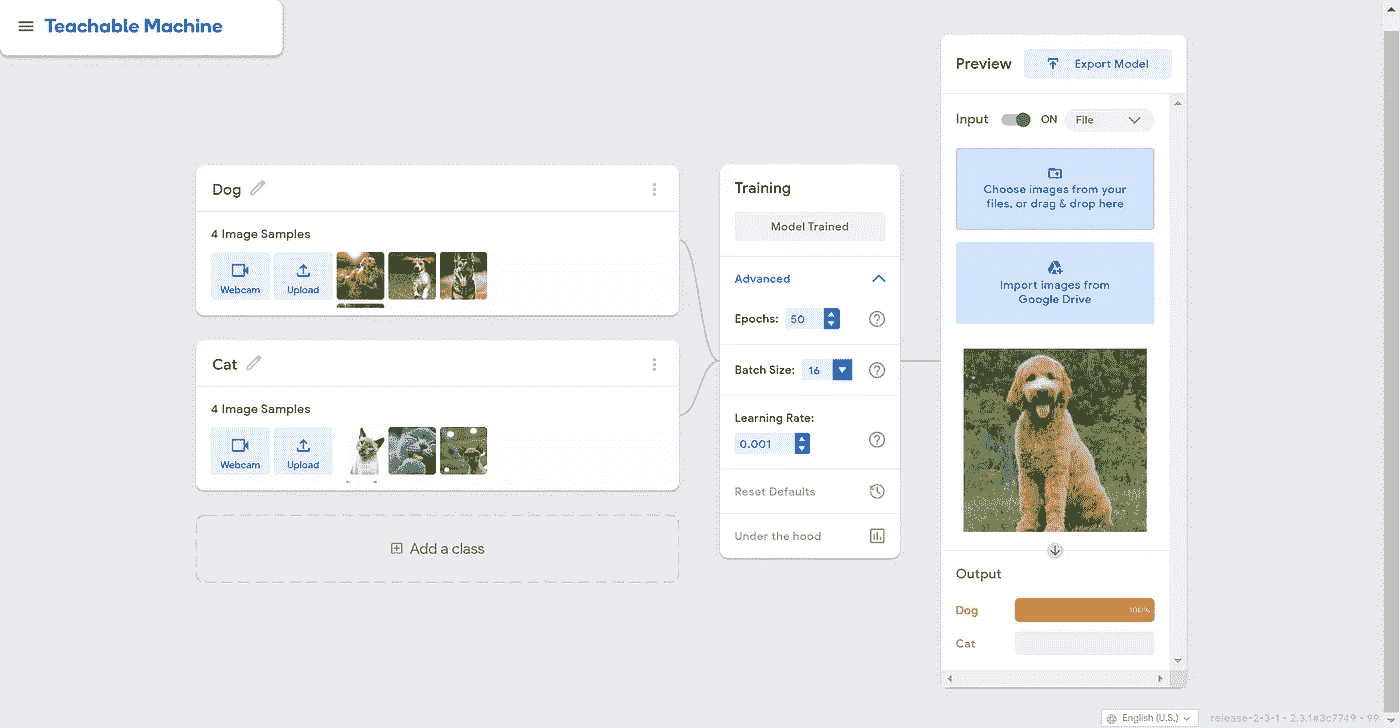 Teachable Machine
Dog
4 Image Samples
Webcam
Upload
Cat
4 Image Samples
Webcam
Upload
Add a class
Training
Model Trained
Advanced
Epochs: 50
Batch Size: 16
Learning Rate:
0.001
Reset Defaults
Under the hood
Preview
Export Model
Input ON File
Choose images from your
files, or drag & drop here
Import images from
Google Drive
Output
Dog 100%
Cat
English (U.S.)
release-2-3-1 - 2.3.1#3c7749 - 99